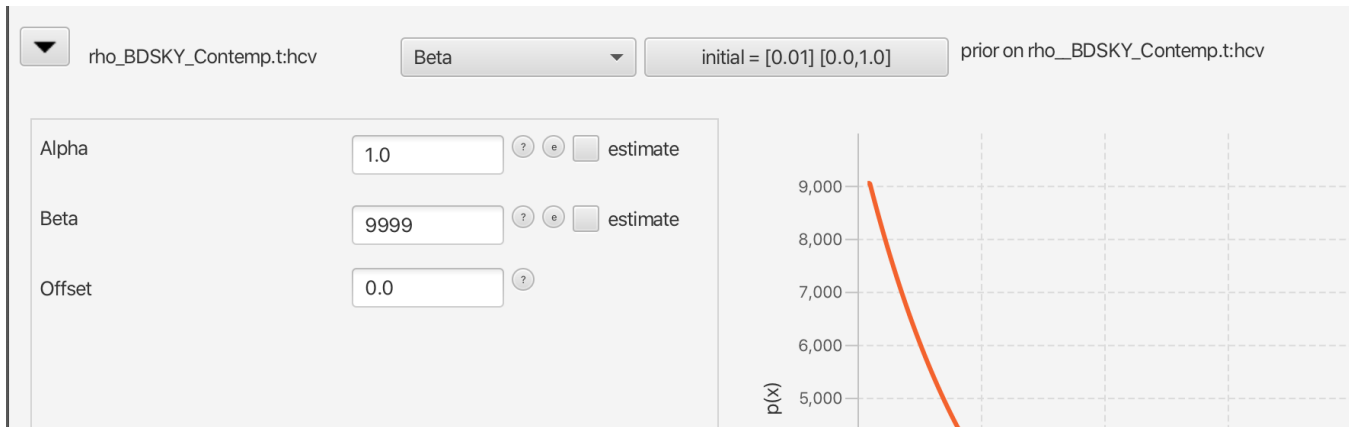 rho_BDSKY_Contemp.t:hcv Beta initial = [0.01] [0.0,1.0] prior on rho__BDSKY_Contemp.t:hcv
Alpha 1.0 ? e estimate
Beta 9999 ? e estimate
Offset 0.0 ?
9,000
8,000
7,000
6,000
5,000
p(x)